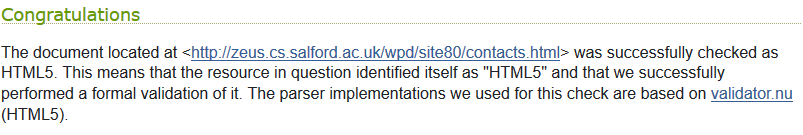 Congratulations
The document located at <http://zeus.cs.salford.ac.uk/wpd/site80/contacts.html> was successfully checked as
HTML5. This means that the resource in question identified itself as "HTML5" and that we successfully
performed a formal validation of it. The parser implementations we used for this check are based on validator.nu
(HTML5).